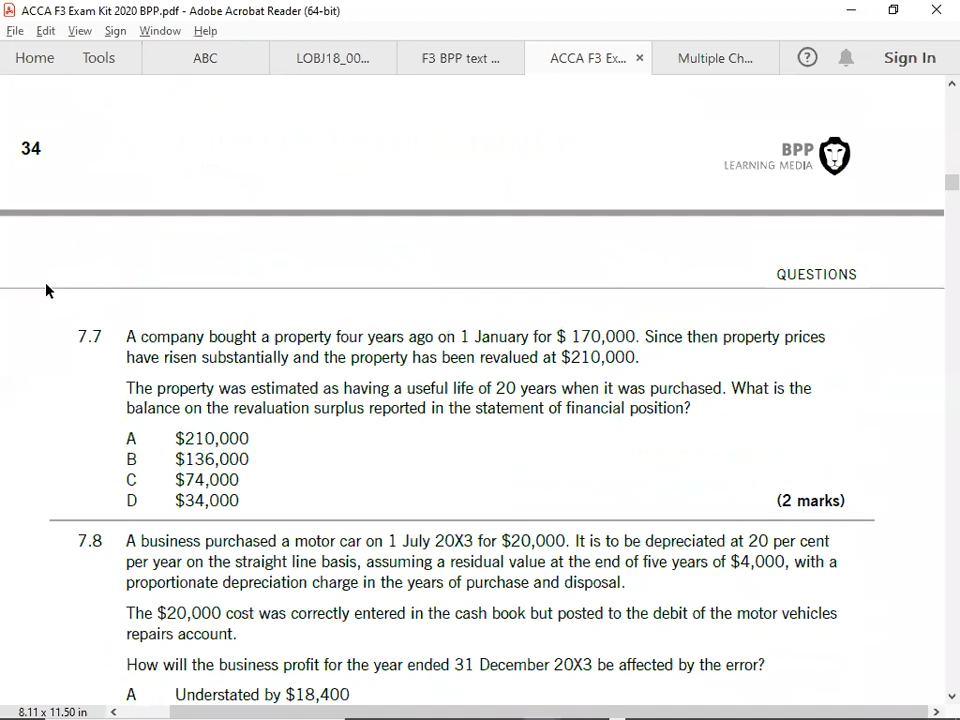 ACCA F3 Exam Kit 2020 BPP.pdf - Adobe Acrobat Reader (64-bit)
File Edit View Sign Window Help
Home Tools ABC LOBJ18_00... F3 BPP text ... ACCA F3 Ex... × Multiple Ch... ? Sign In
34
BPP
LEARNING MEDIA
QUESTIONS
7.7 A company bought a property four years ago on 1 January for $ 170,000. Since then property prices
have risen substantially and the property has been revalued at $210,000.
The property was estimated as having a useful life of 20 years when it was purchased. What is the
balance on the revaluation surplus reported in the statement of financial position?
A $210,000
B $136,000
C $74,000
D $34,000 (2 marks)
7.8 A business purchased a motor car on 1 July 20X3 for $20,000. It is to be depreciated at 20 per cent
per year on the straight line basis, assuming a residual value at the end of five years of $4,000, with a
proportionate depreciation charge in the years of purchase and disposal.
The $20,000 cost was correctly entered in the cash book but posted to the debit of the motor vehicles
repairs account.
How will the business profit for the year ended 31 December 20X3 be affected by the error?
A Understated by $18,400
8.11 x 11.50 in